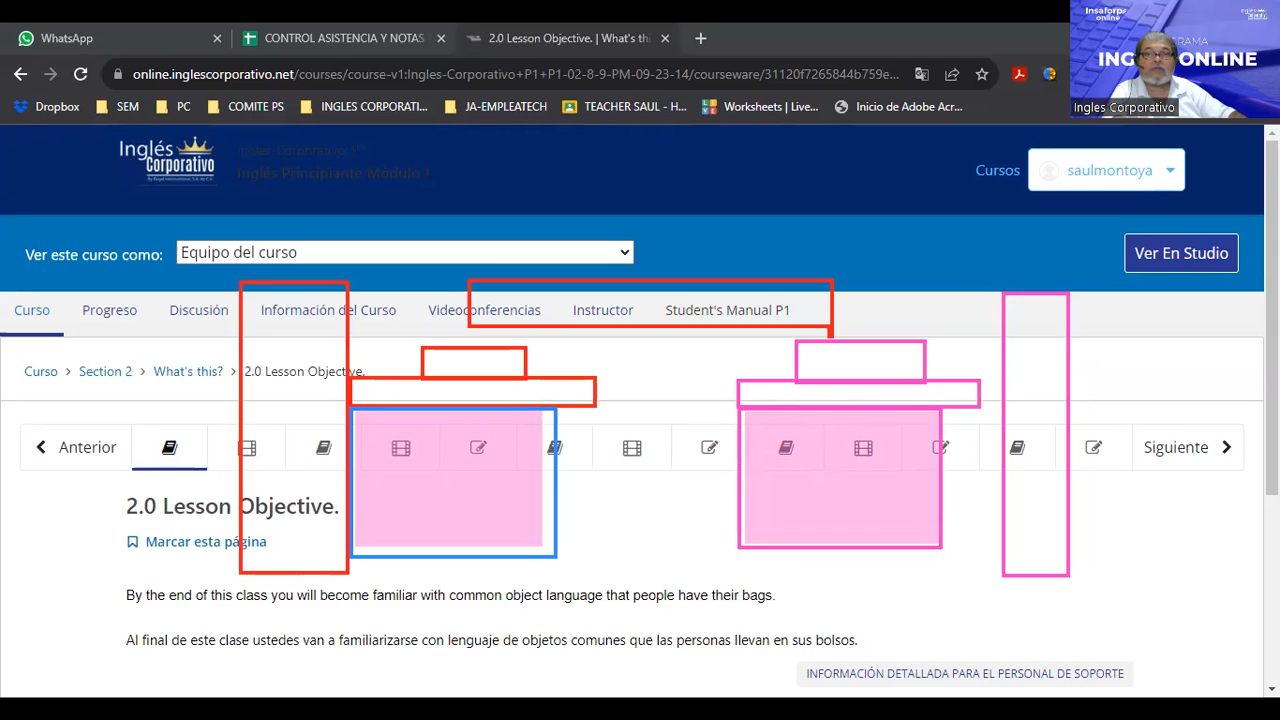 WhatsApp
CONTROL ASISTENCIA Y NOTAS
2.0 Lesson Objective. | What's thi
online.inglescorporativo.net/courses/course-v1:Ingles-Corporativo+P1+P1-02-8-9-PM-09-23-14/courseware/31120f7265844b759e...
Dropbox SEM PC COMITE PS INGLES CORPORATI... JA-EMPLEATECH TEACHER SAUL - H... Worksheets | Live... Inicio de Adobe Acr...
Insaforp
online
INGL ONLINE
Ingles Corporativo
Inglés
Corporativo
Inglés Principiante Módulo 1
Cursos
saulmontoya
Ver este curso como:
Equipo del curso
Ver En Studio
Curso Progreso Discusión Información del Curso Videoconferencias Instructor Student's Manual P1
Curso > Section 2 > What's this? > 2.0 Lesson Objective.
Anterior
Siguiente
2.0 Lesson Objective.
Marcar esta página
By the end of this class you will become familiar with common object language that people have their bags.
Al final de este clase ustedes van a familiarizarse con lenguaje de objetos comunes que las personas llevan en sus bolsos.
INFORMACIÓN DETALLADA PARA EL PERSONAL DE SOPORTE